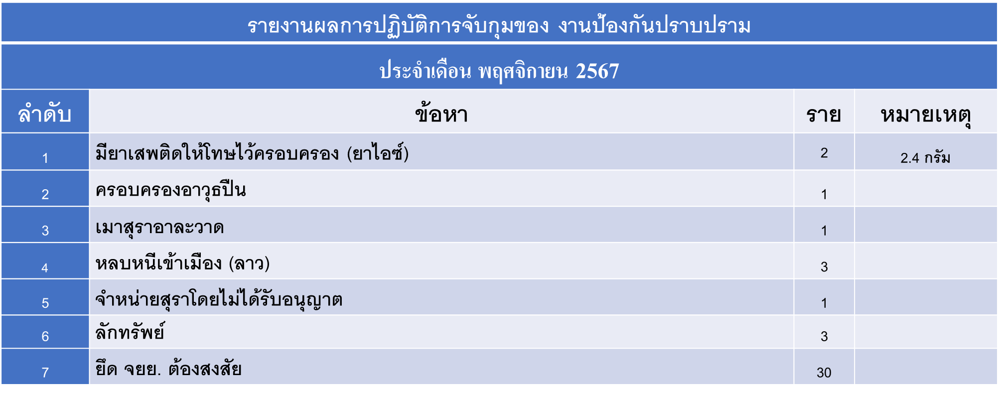 รายงานผลการปฏิบัติการจับกุมของ งานป้องกันปราบปราม
ประจำเดือน พฤศจิกายน 2567
ลำดับ ข้อหา ราย หมายเหตุ
1 มียาเสพติดให้โทษไว้ครอบครอง (ยาไอซ์) 2 2.4 กรัม
2 ครอบครองอาวุธปืน 1
3 เมาสุราอาละวาด 1
4 หลบหนีเข้าเมือง (ลาว) 3
5 จำหน่ายสุราโดยไม่ได้รับอนุญาต 1
6 ลักทรัพย์ 3
7 ยึด จยย. ต้องสงสัย 30